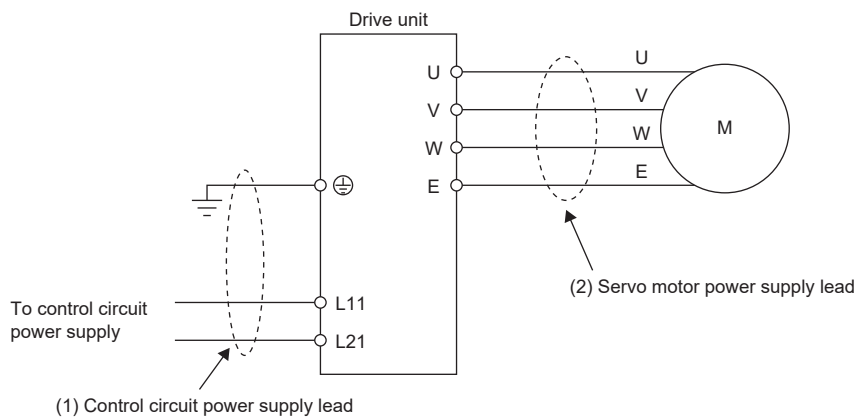 Drive unit
U
V
W
E
U
V
W
E
M
L11
L21
To control circuit
power supply
(2) Servo motor power supply lead
(1) Control circuit power supply lead